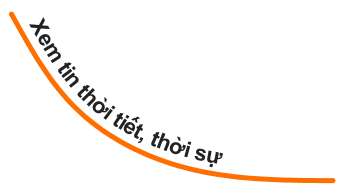 Xem tin thời tiết, thời sự